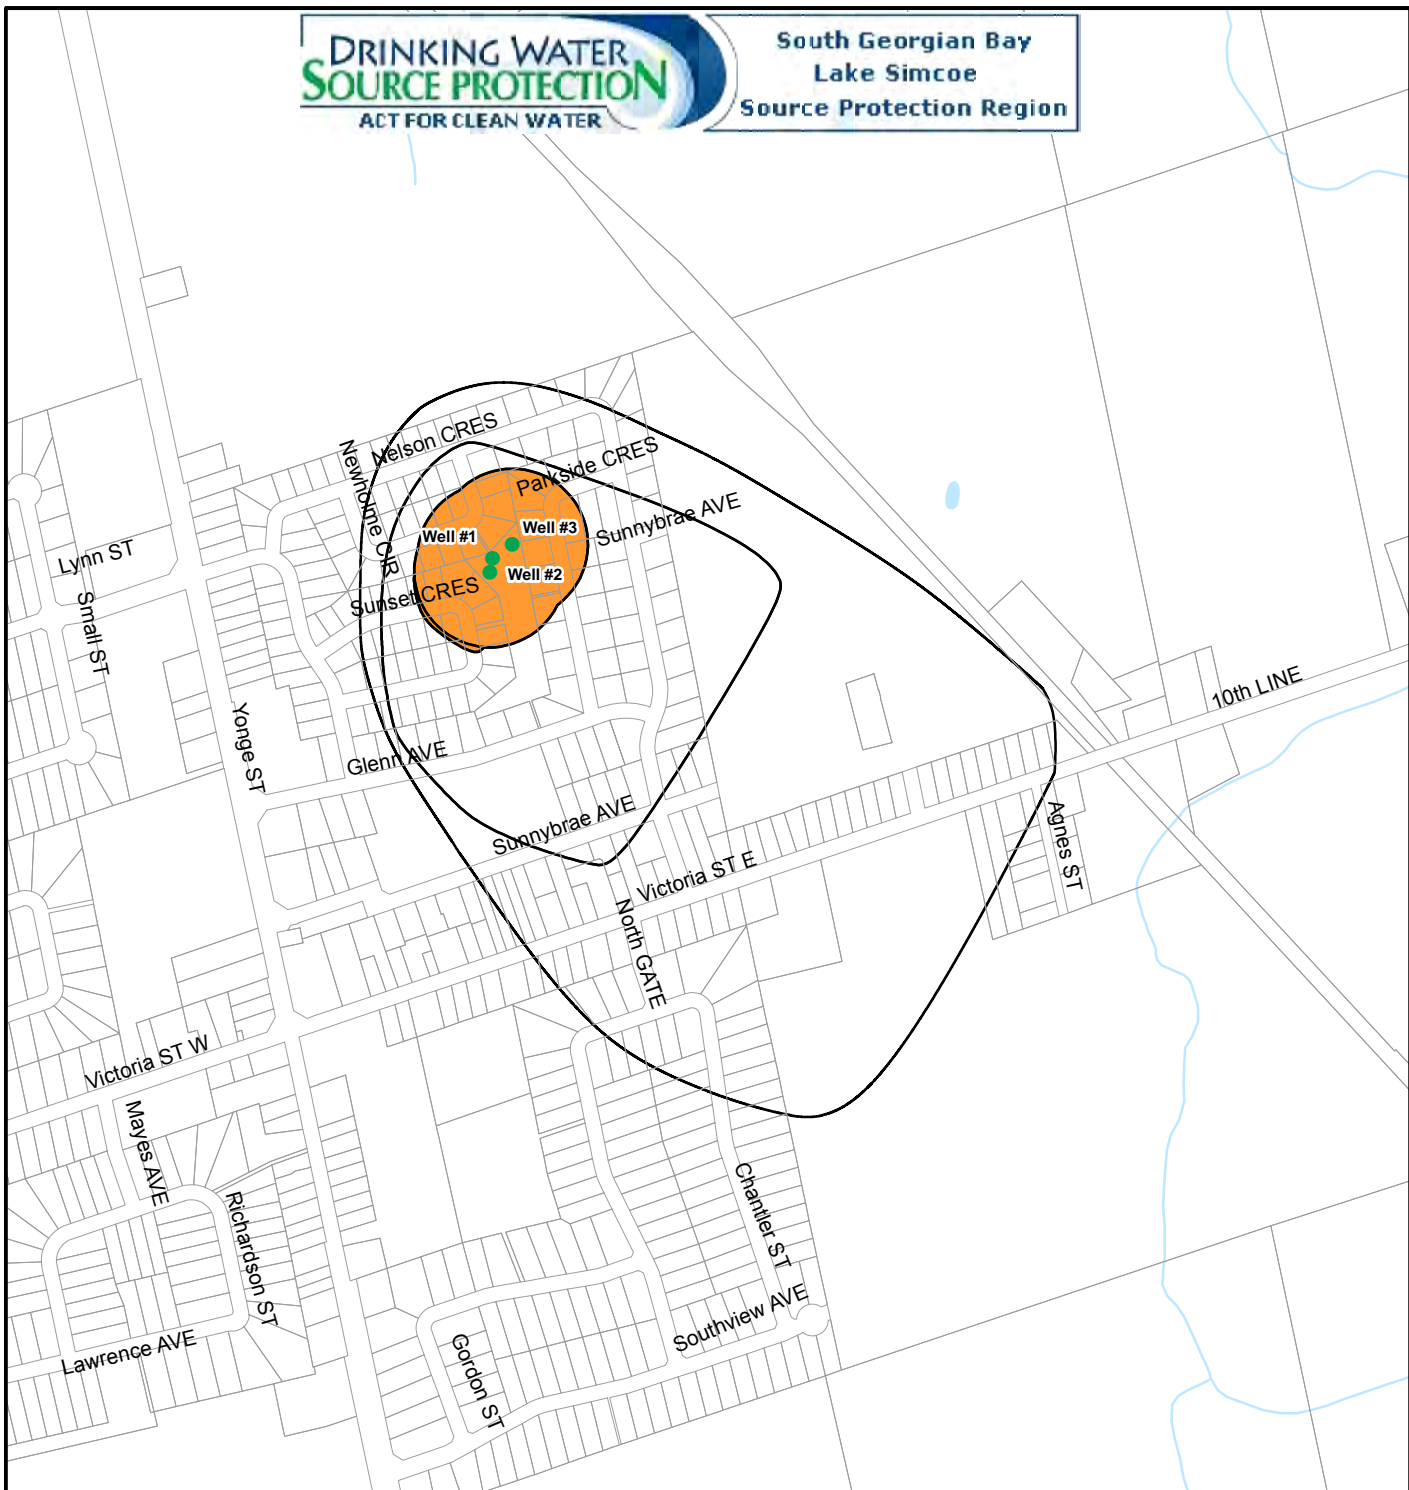 DRINKING WATER
SOURCE PROTECTION
ACT FOR CLEAN WATER
South Georgian Bay
Lake Simcoe
Source Protection Region
Nelson CRES
Newholme CIR
Parkside CRES
Sunnybrae AVE
Well #1
Well #3
Well #2
Sunset CRES
Lynn ST
Small ST
Yonge ST
Glenn AVE
10th LINE
Sunnybrae AVE
Agnes ST
Victoria ST E
North GATE
Victoria ST W
Mayes AVE
Richardson ST
Chantler ST
Southview AVE
Lawrence AVE
Gordon ST